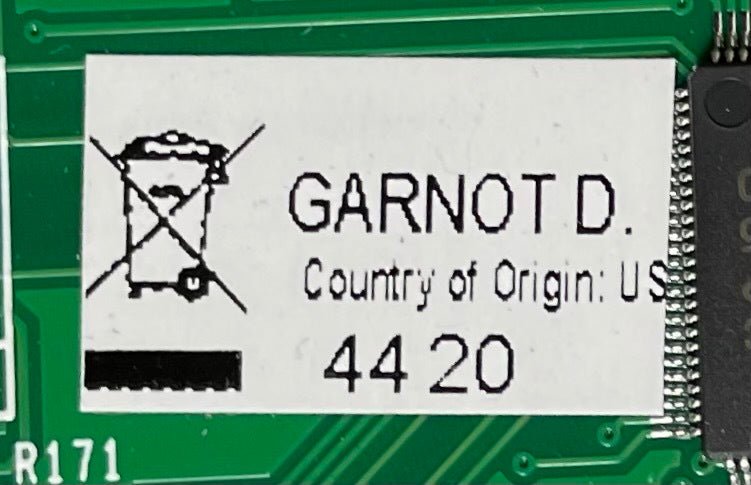 GARNOT D.
Country of Origin: US
44 20
R171